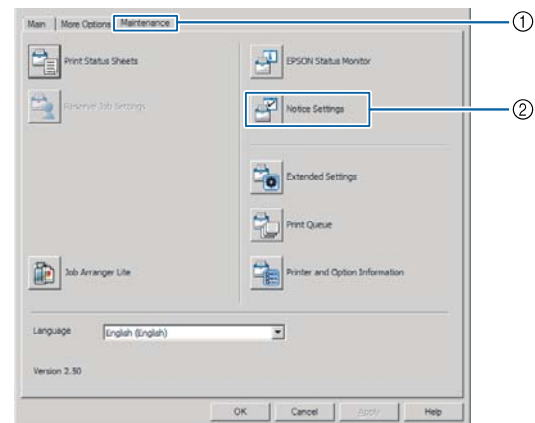 Main More Options Maintenance
①
Print Status Sheets
EPSON Status Monitor
Reserve Job Settings
Notice Settings
②
Extended Settings
Print Queue
Job Arranger Lite
Printer and Option Information
Language English (English)
Version 2.50
OK Cancel Apply Help